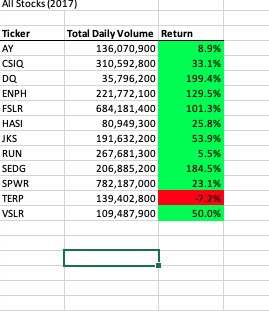 All Stocks (2017)
Ticker Total Daily Volume Return
AY 136,070,900 8.9%
CSIQ 310,592,800 33.1%
DQ 35,796,200 199.4%
ENPH 221,772,100 129.5%
FSLR 684,181,400 101.3%
HASI 80,949,300 25.8%
JKS 191,632,200 53.9%
RUN 267,681,300 5.5%
SEDG 206,885,200 184.5%
SPWR 782,187,000 23.1%
TERP 139,402,800 -7.2%
VSLR 109,487,900 50.0%